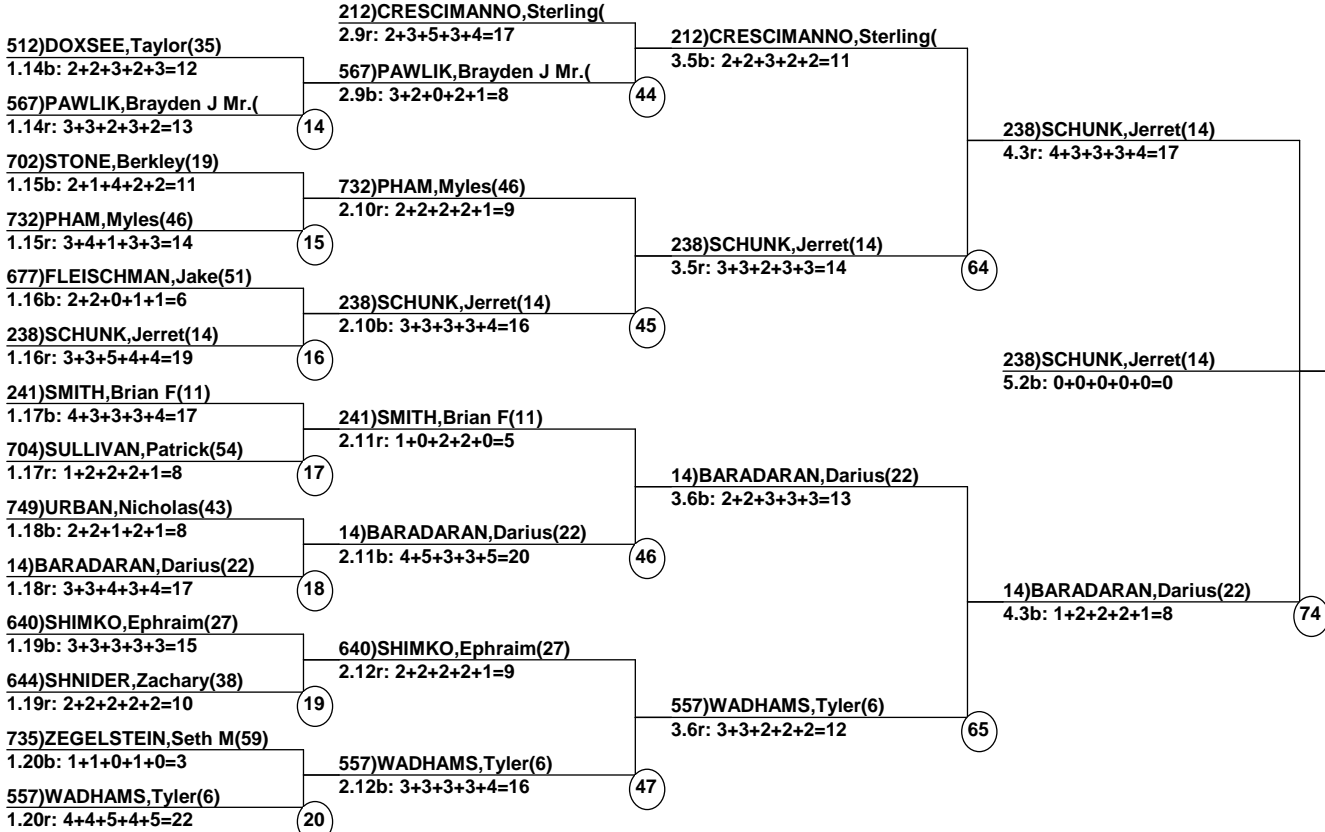 512)DOXSEE,Taylor(35)
1.14b: 2+2+3+2+3=12
567)PAWLIK,Brayden J Mr.(
1.14r: 3+3+2+3+2=13
14
702)STONE,Berkley(19)
1.15b: 2+1+4+2+2=11
732)PHAM,Myles(46)
1.15r: 3+4+1+3+3=14
15
677)FLEISCHMAN,Jake(51)
1.16b: 2+2+0+1+1=6
238)SCHUNK,Jerret(14)
1.16r: 3+3+5+4+4=19
16
241)SMITH,Brian F(11)
1.17b: 4+3+3+3+4=17
704)SULLIVAN,Patrick(54)
1.17r: 1+2+2+2+1=8
17
749)URBAN,Nicholas(43)
1.18b: 2+2+1+2+1=8
14)BARADARAN,Darius(22)
1.18r: 3+3+4+3+4=17
18
640)SHIMKO,Ephraim(27)
1.19b: 3+3+3+3+3=15
644)SHNIDER,Zachary(38)
1.19r: 2+2+2+2+2=10
19
735)ZEGELSTEIN,Seth M(59)
1.20b: 1+1+0+1+0=3
557)WADHAMS,Tyler(6)
1.20r: 4+4+5+4+5=22
20
212)CRESCIMANNO,Sterling(
2.9r: 2+3+5+3+4=17
567)PAWLIK,Brayden J Mr.(
2.9b: 3+2+0+2+1=8
44
732)PHAM,Myles(46)
2.10r: 2+2+2+2+1=9
238)SCHUNK,Jerret(14)
2.10b: 3+3+3+3+4=16
45
241)SMITH,Brian F(11)
2.11r: 1+0+2+2+0=5
14)BARADARAN,Darius(22)
2.11b: 4+5+3+3+5=20
46
640)SHIMKO,Ephraim(27)
2.12r: 2+2+2+2+1=9
557)WADHAMS,Tyler(6)
2.12b: 3+3+3+3+4=16
47
212)CRESCIMANNO,Sterling(
3.5b: 2+2+3+2+2=11
238)SCHUNK,Jerret(14)
3.5r: 3+3+2+3+3=14
64
14)BARADARAN,Darius(22)
3.6b: 2+2+3+3+3=13
557)WADHAMS,Tyler(6)
3.6r: 3+3+2+2+2=12
65
238)SCHUNK,Jerret(14)
4.3r: 4+3+3+3+4=17
238)SCHUNK,Jerret(14)
5.2b: 0+0+0+0+0=0
14)BARADARAN,Darius(22)
4.3b: 1+2+2+2+1=8
74